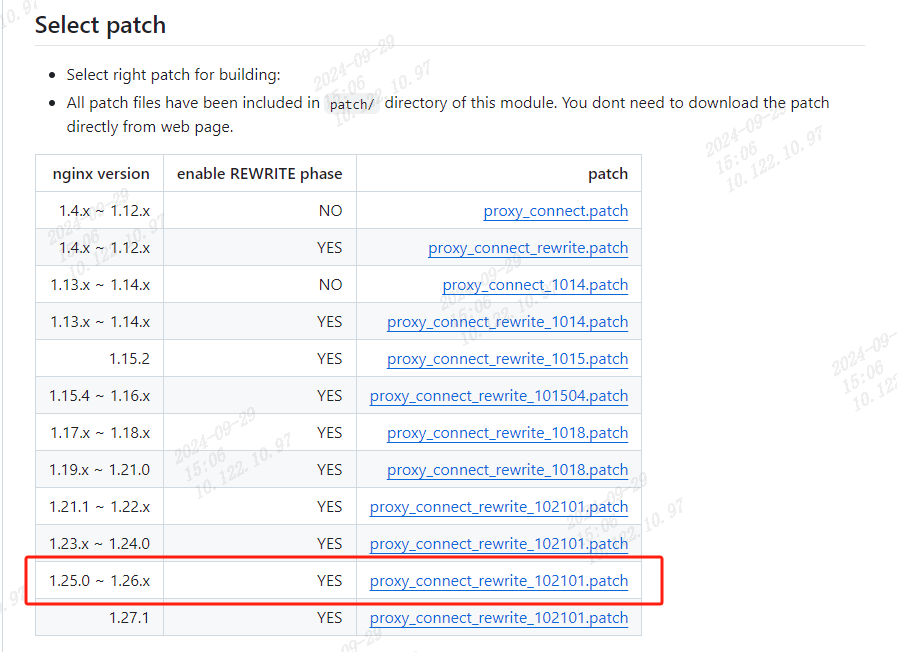 Select patch
Select right patch for building:
All patch files have been included in patch/ directory of this module. You dont need to download the patch
directly from web page.
nginx version enable REWRITE phase patch
1.4.x ~ 1.12.x NO proxy_connect.patch
1.4.x ~ 1.12.x YES proxy_connect_rewrite.patch
1.13.x ~ 1.14.x NO proxy_connect_1014.patch
1.13.x ~ 1.14.x YES proxy_connect_rewrite_1014.patch
1.15.2 YES proxy_connect_rewrite_1015.patch
1.15.4 ~ 1.16.x YES proxy_connect_rewrite_101504.patch
1.17.x ~ 1.18.x YES proxy_connect_rewrite_1018.patch
1.19.x ~ 1.21.0 YES proxy_connect_rewrite_1018.patch
1.21.1 ~ 1.22.x YES proxy_connect_rewrite_102101.patch
1.23.x ~ 1.24.0 YES proxy_connect_rewrite_102101.patch
1.25.0 ~ 1.26.x YES proxy_connect_rewrite_102101.patch
1.27.1 YES proxy_connect_rewrite_102101.patch
2024-09-29
15:06
10.122.10.97